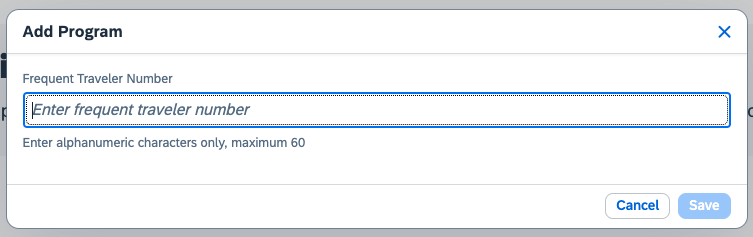 Add Program
Frequent Traveler Number
Enter frequent traveler number
Enter alphanumeric characters only, maximum 60
Cancel
Save